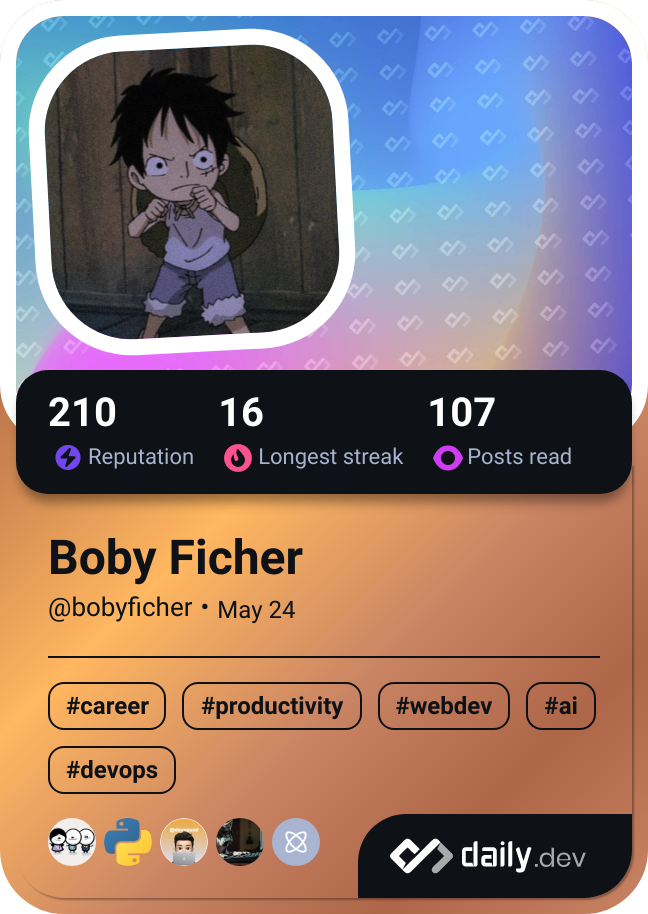 210 16 107
Reputation Longest streak Posts read
Boby Ficher
@bobyficher • May 24
#career #productivity #webdev #ai
#devops
daily.dev